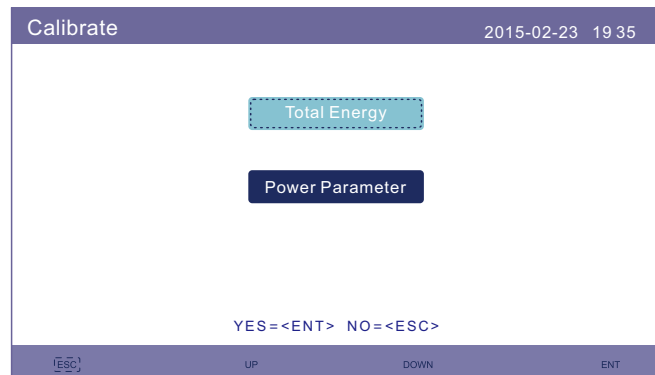 Calibrate 2015-02-23 19 35
Total Energy
Power Parameter
YES=<ENT> NO=<ESC>
ESC UP DOWN ENT